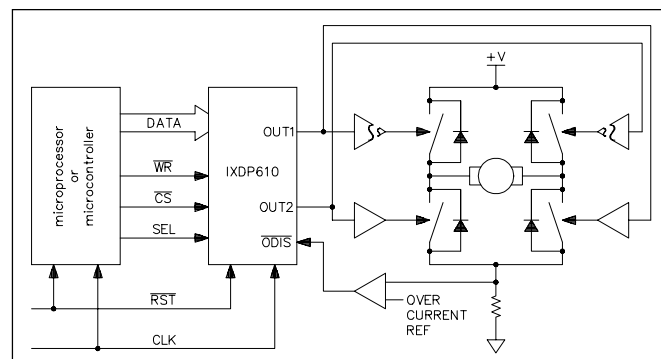 microprocessor
or
microcontroller
DATA
WR
CS
SEL
RST
CLK
OUT1
IXDP610
OUT2
ODIS
OVER
CURRENT
REF
+V